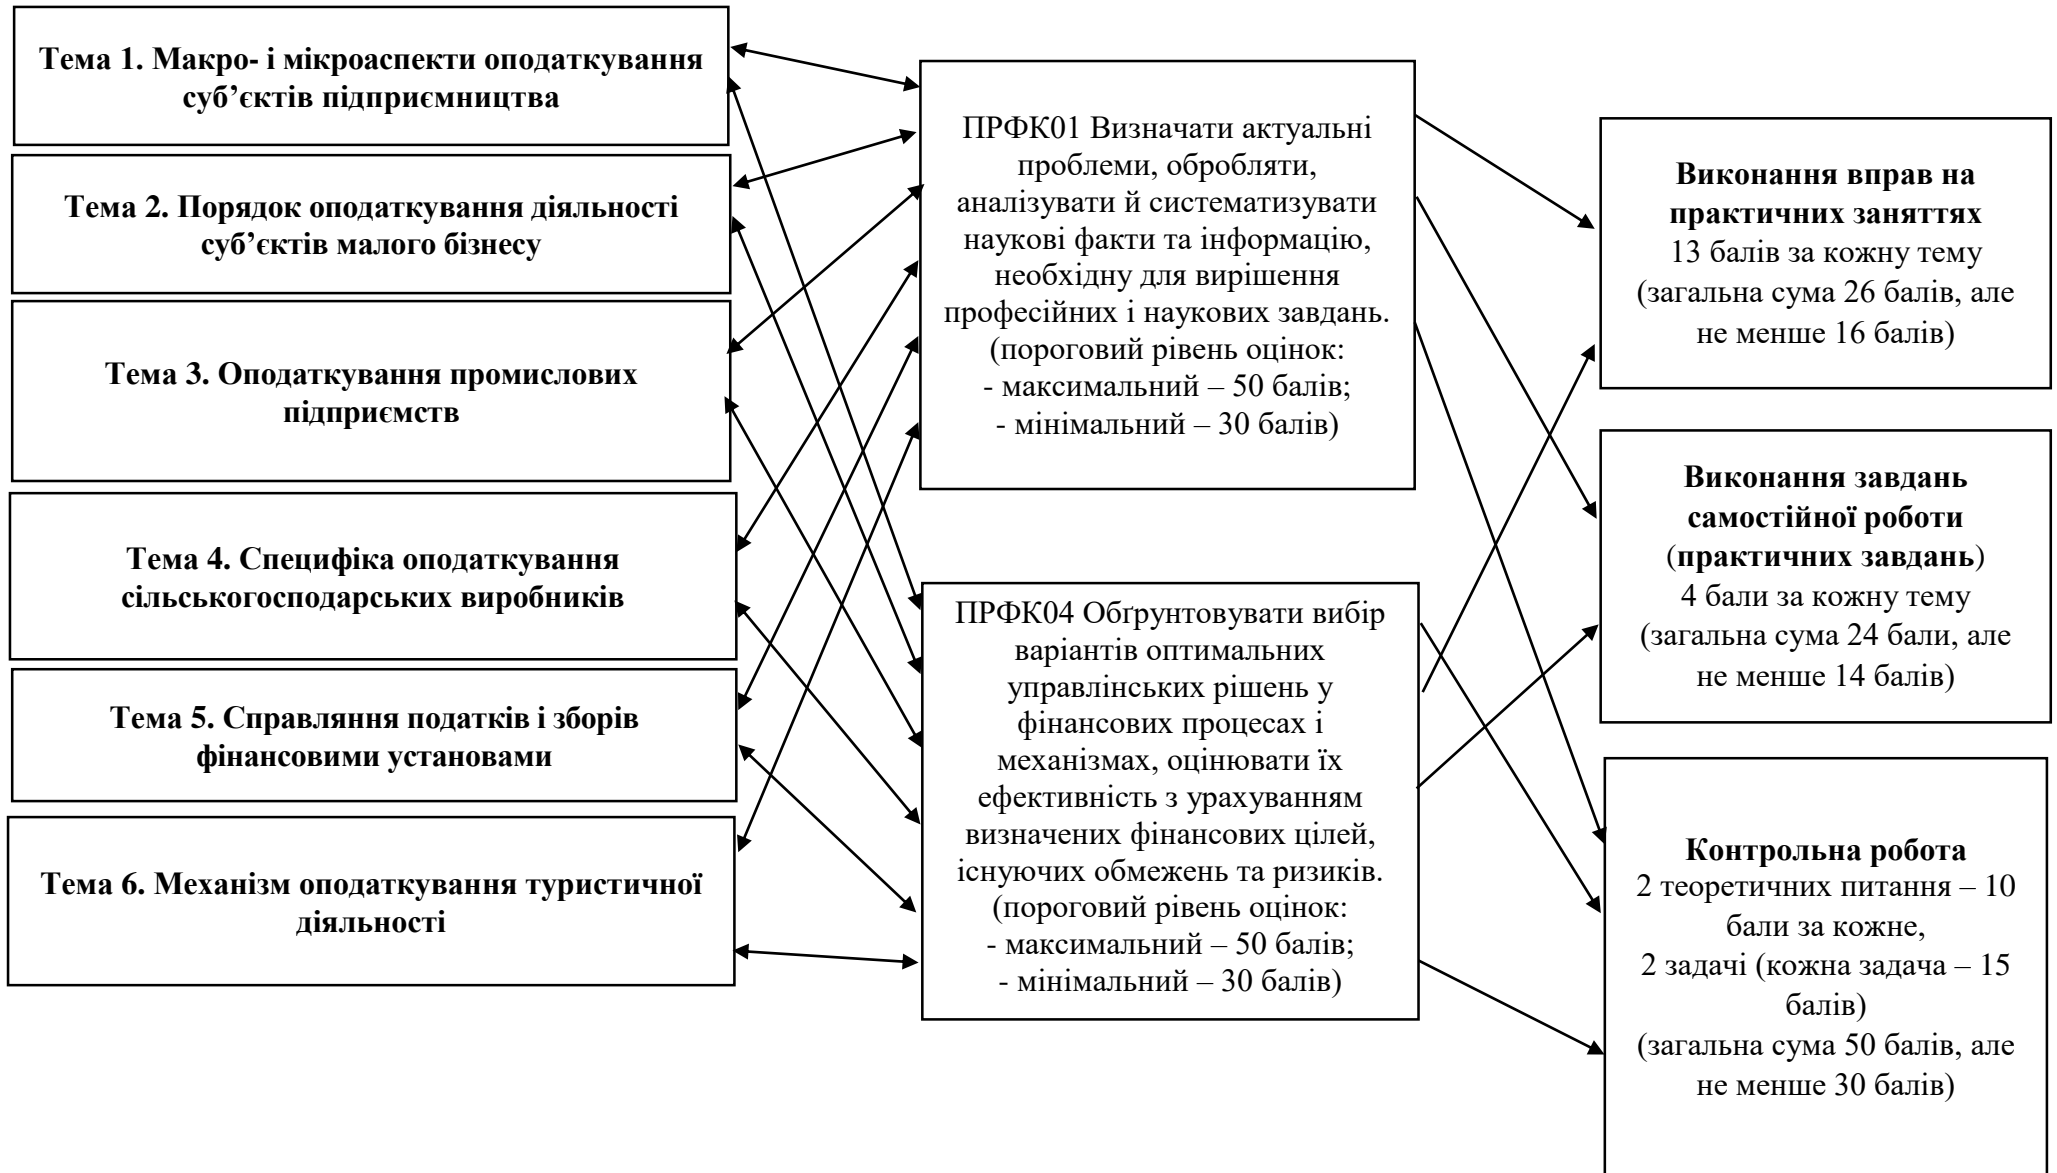 Тема 1. Макро- і мікроаспекти оподаткування
суб’єктів підприємництва
Тема 2. Порядок оподаткування діяльності
суб’єктів малого бізнесу
Тема 3. Оподаткування промислових
підприємств
Тема 4. Специфіка оподаткування
сільськогосподарських виробників
Тема 5. Справляння податків і зборів
фінансовими установами
Тема 6. Механізм оподаткування туристичної
діяльності
ПРФК01 Визначати актуальні
проблеми, обробляти,
аналізувати й систематизувати
наукові факти та інформацію,
необхідну для вирішення
професійних і наукових завдань.
(пороговий рівень оцінок:
- максимальний – 50 балів;
- мінімальний – 30 балів)
ПРФК04 Обґрунтовувати вибір
варіантів оптимальних
управлінських рішень у
фінансових процесах і
механізмах, оцінювати їх
ефективність з урахуванням
визначених фінансових цілей,
існуючих обмежень та ризиків.
(пороговий рівень оцінок:
- максимальний – 50 балів;
- мінімальний – 30 балів)
Виконання вправ на
практичних заняттях
13 балів за кожну тему
(загальна сума 26 балів, але
не менше 16 балів)
Виконання завдань
самостійної роботи
(практичних завдань)
4 бали за кожну тему
(загальна сума 24 бали, але
не менше 14 балів)
Контрольна робота
2 теоретичних питання – 10
бали за кожне,
2 задачі (кожна задача – 15
балів)
(загальна сума 50 балів, але
не менше 30 балів)